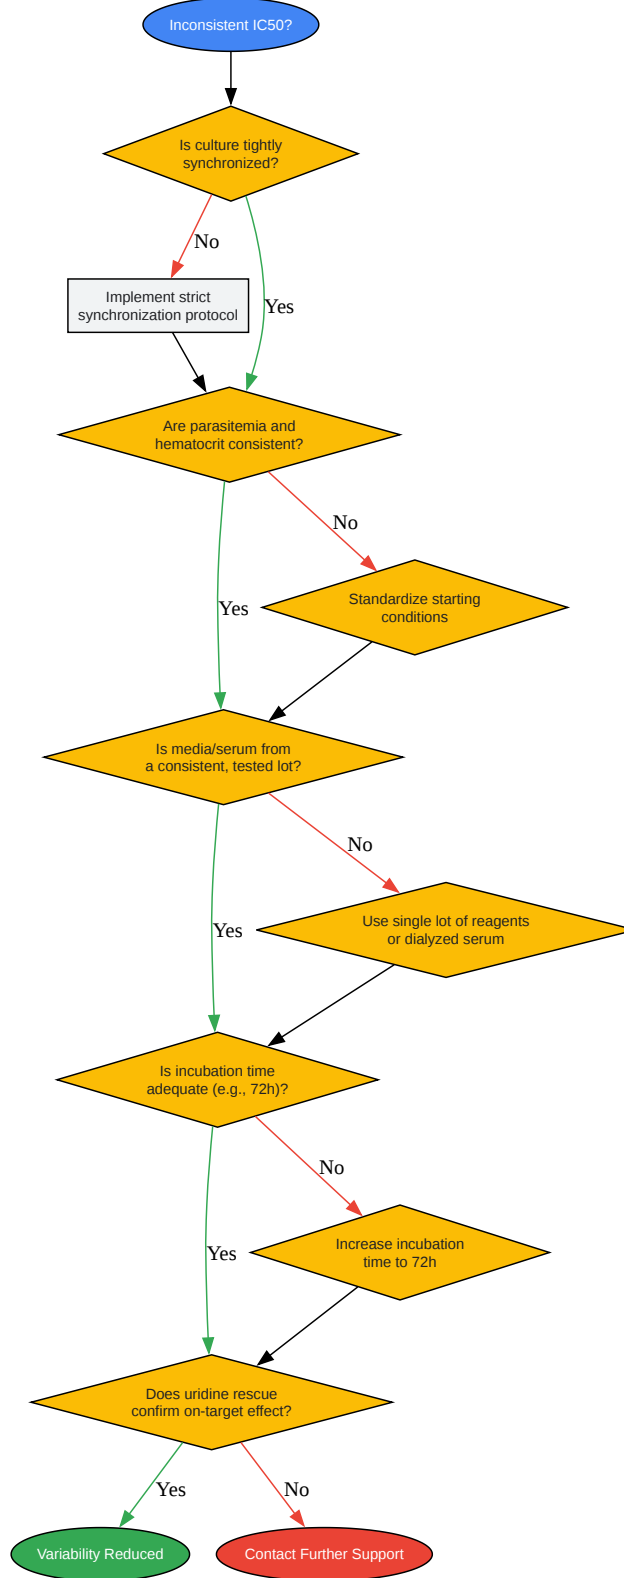 Inconsistent IC50?
Is culture tightly
synchronized?
No
Implement strict
synchronization protocol
Yes
Are parasitemia and
hematocrit consistent?
No
Standardize starting
conditions
Yes
Is media/serum from
a consistent, tested lot?
No
Use single lot of reagents
or dialyzed serum
Yes
Is incubation time
adequate (e.g., 72h)?
No
Increase incubation
time to 72h
Yes
Does uridine rescue
confirm on-target effect?
Yes
No
Variability Reduced
Contact Further Support